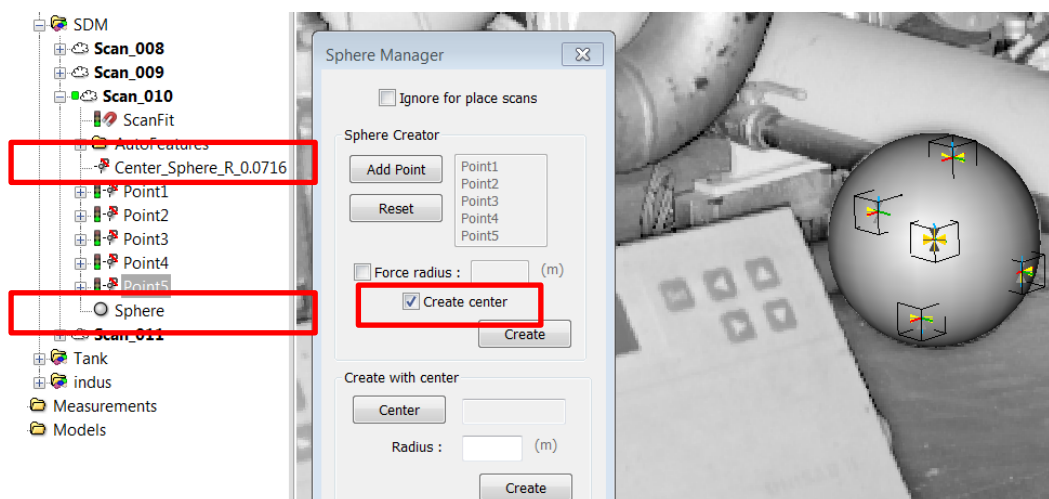 SDM
Scan_008
Scan_009
Scan_010
ScanFit
AutoFeatures
Center_Sphere_R_0.0716
Point1
Point2
Point3
Point4
Point5
Sphere
Scan_011
Tank
indus
Measurements
Models
Sphere Manager
Ignore for place scans
Sphere Creator
Add Point
Reset
Point1
Point2
Point3
Point4
Point5
Force radius :
(m)
Create center
Create
Create with center
Center
Radius :
(m)
Create